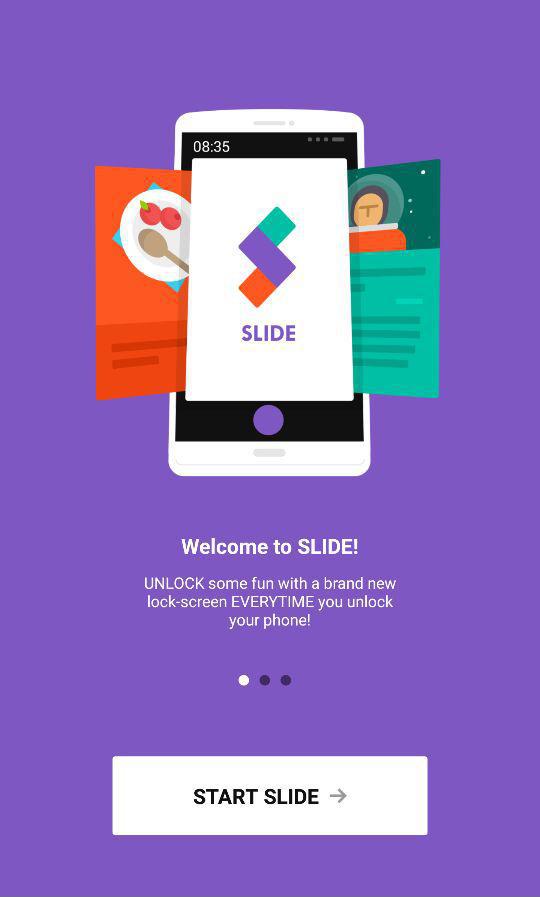 08:35
SLIDE
Welcome to SLIDE!
UNLOCK some fun with a brand new
lock-screen EVERYTIME you unlock
your phone!
START SLIDE →